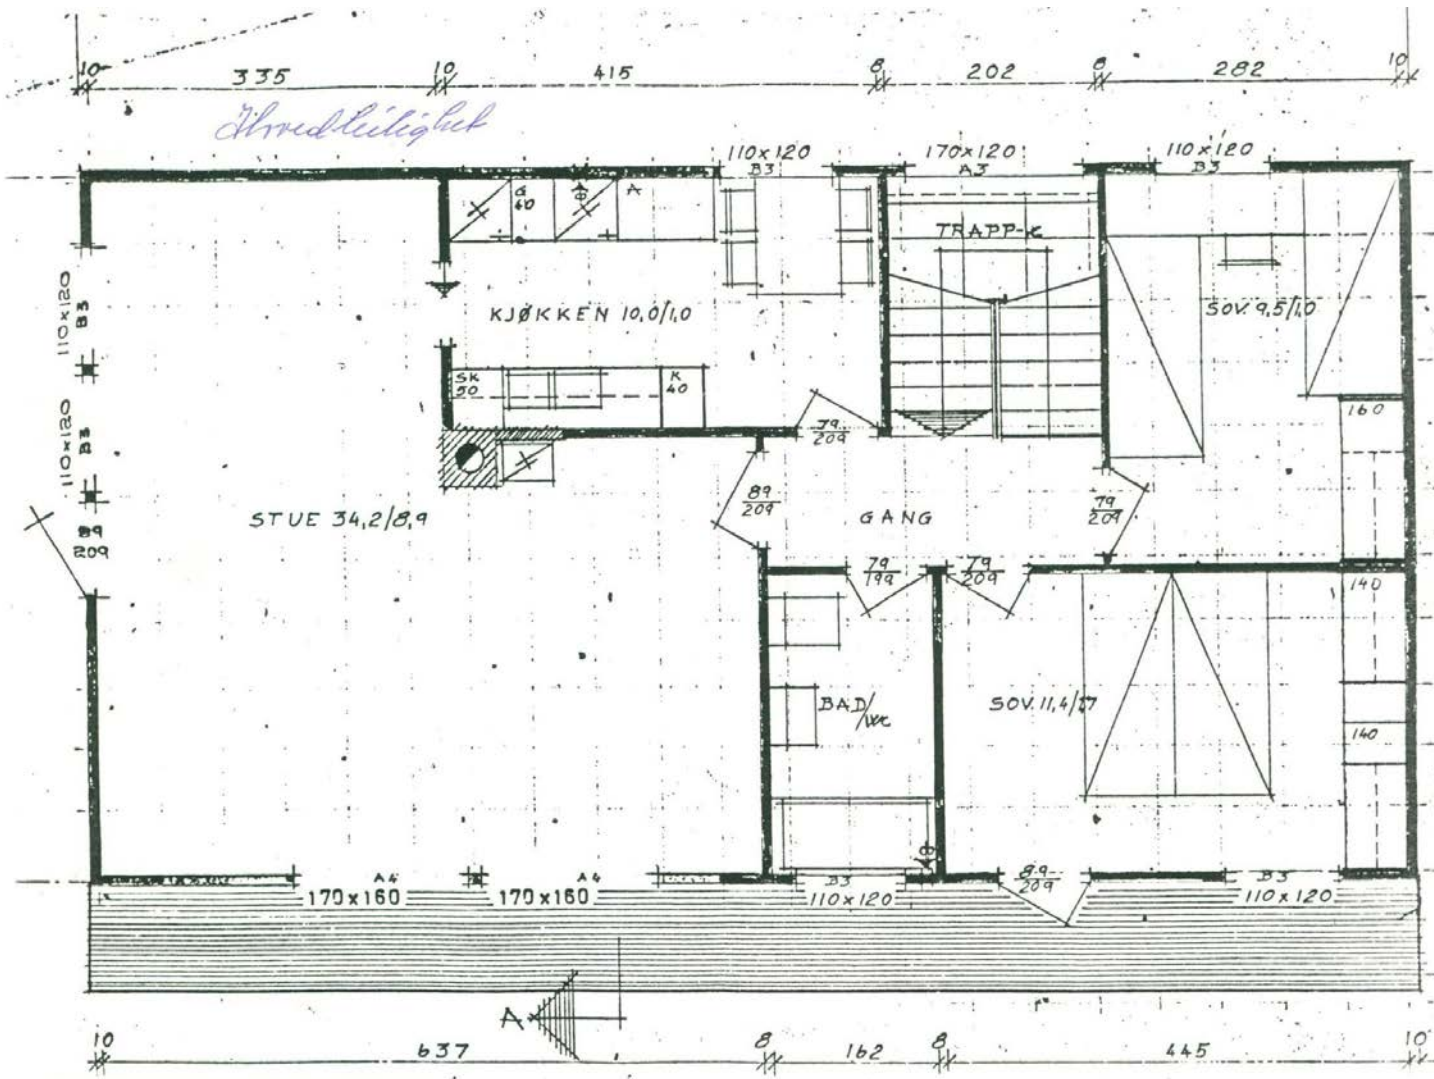 10 335 10 415 8 202 8 282 10
Hovedleilighet
110x120 170x120 110x120
B3 A3 B3
G
40
A
TRAPP
110x120
B3
KJØKKEN 10,0/1,0
SOV. 9,5/1,0
SK
50
K
40
160
110x120
B3
79
209
89
209
79
209
STUE 34,2/8,9
GANG
89
209
79
199
79
209
140
BAD/WC
SOV. 11,4/1,7
140
A4 A4 B3 89
209 B3
170x160 170x160 110x120 110x120
A
10 637 8 162 8 445 10